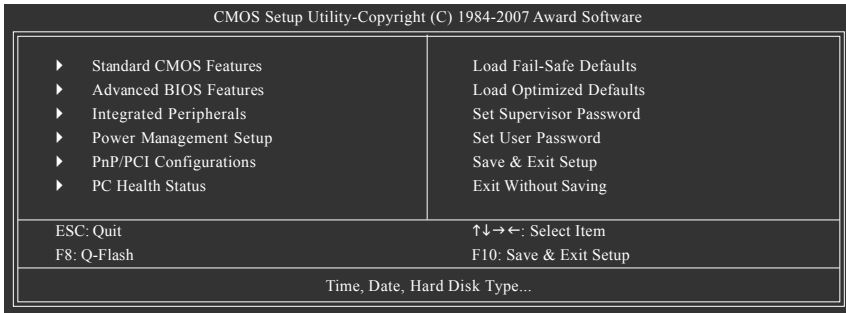 CMOS Setup Utility-Copyright (C) 1984-2007 Award Software
Standard CMOS Features
Advanced BIOS Features
Integrated Peripherals
Power Management Setup
PnP/PCI Configurations
PC Health Status
Load Fail-Safe Defaults
Load Optimized Defaults
Set Supervisor Password
Set User Password
Save & Exit Setup
Exit Without Saving
ESC: Quit
F8: Q-Flash
↑↓→←: Select Item
F10: Save & Exit Setup
Time, Date, Hard Disk Type...